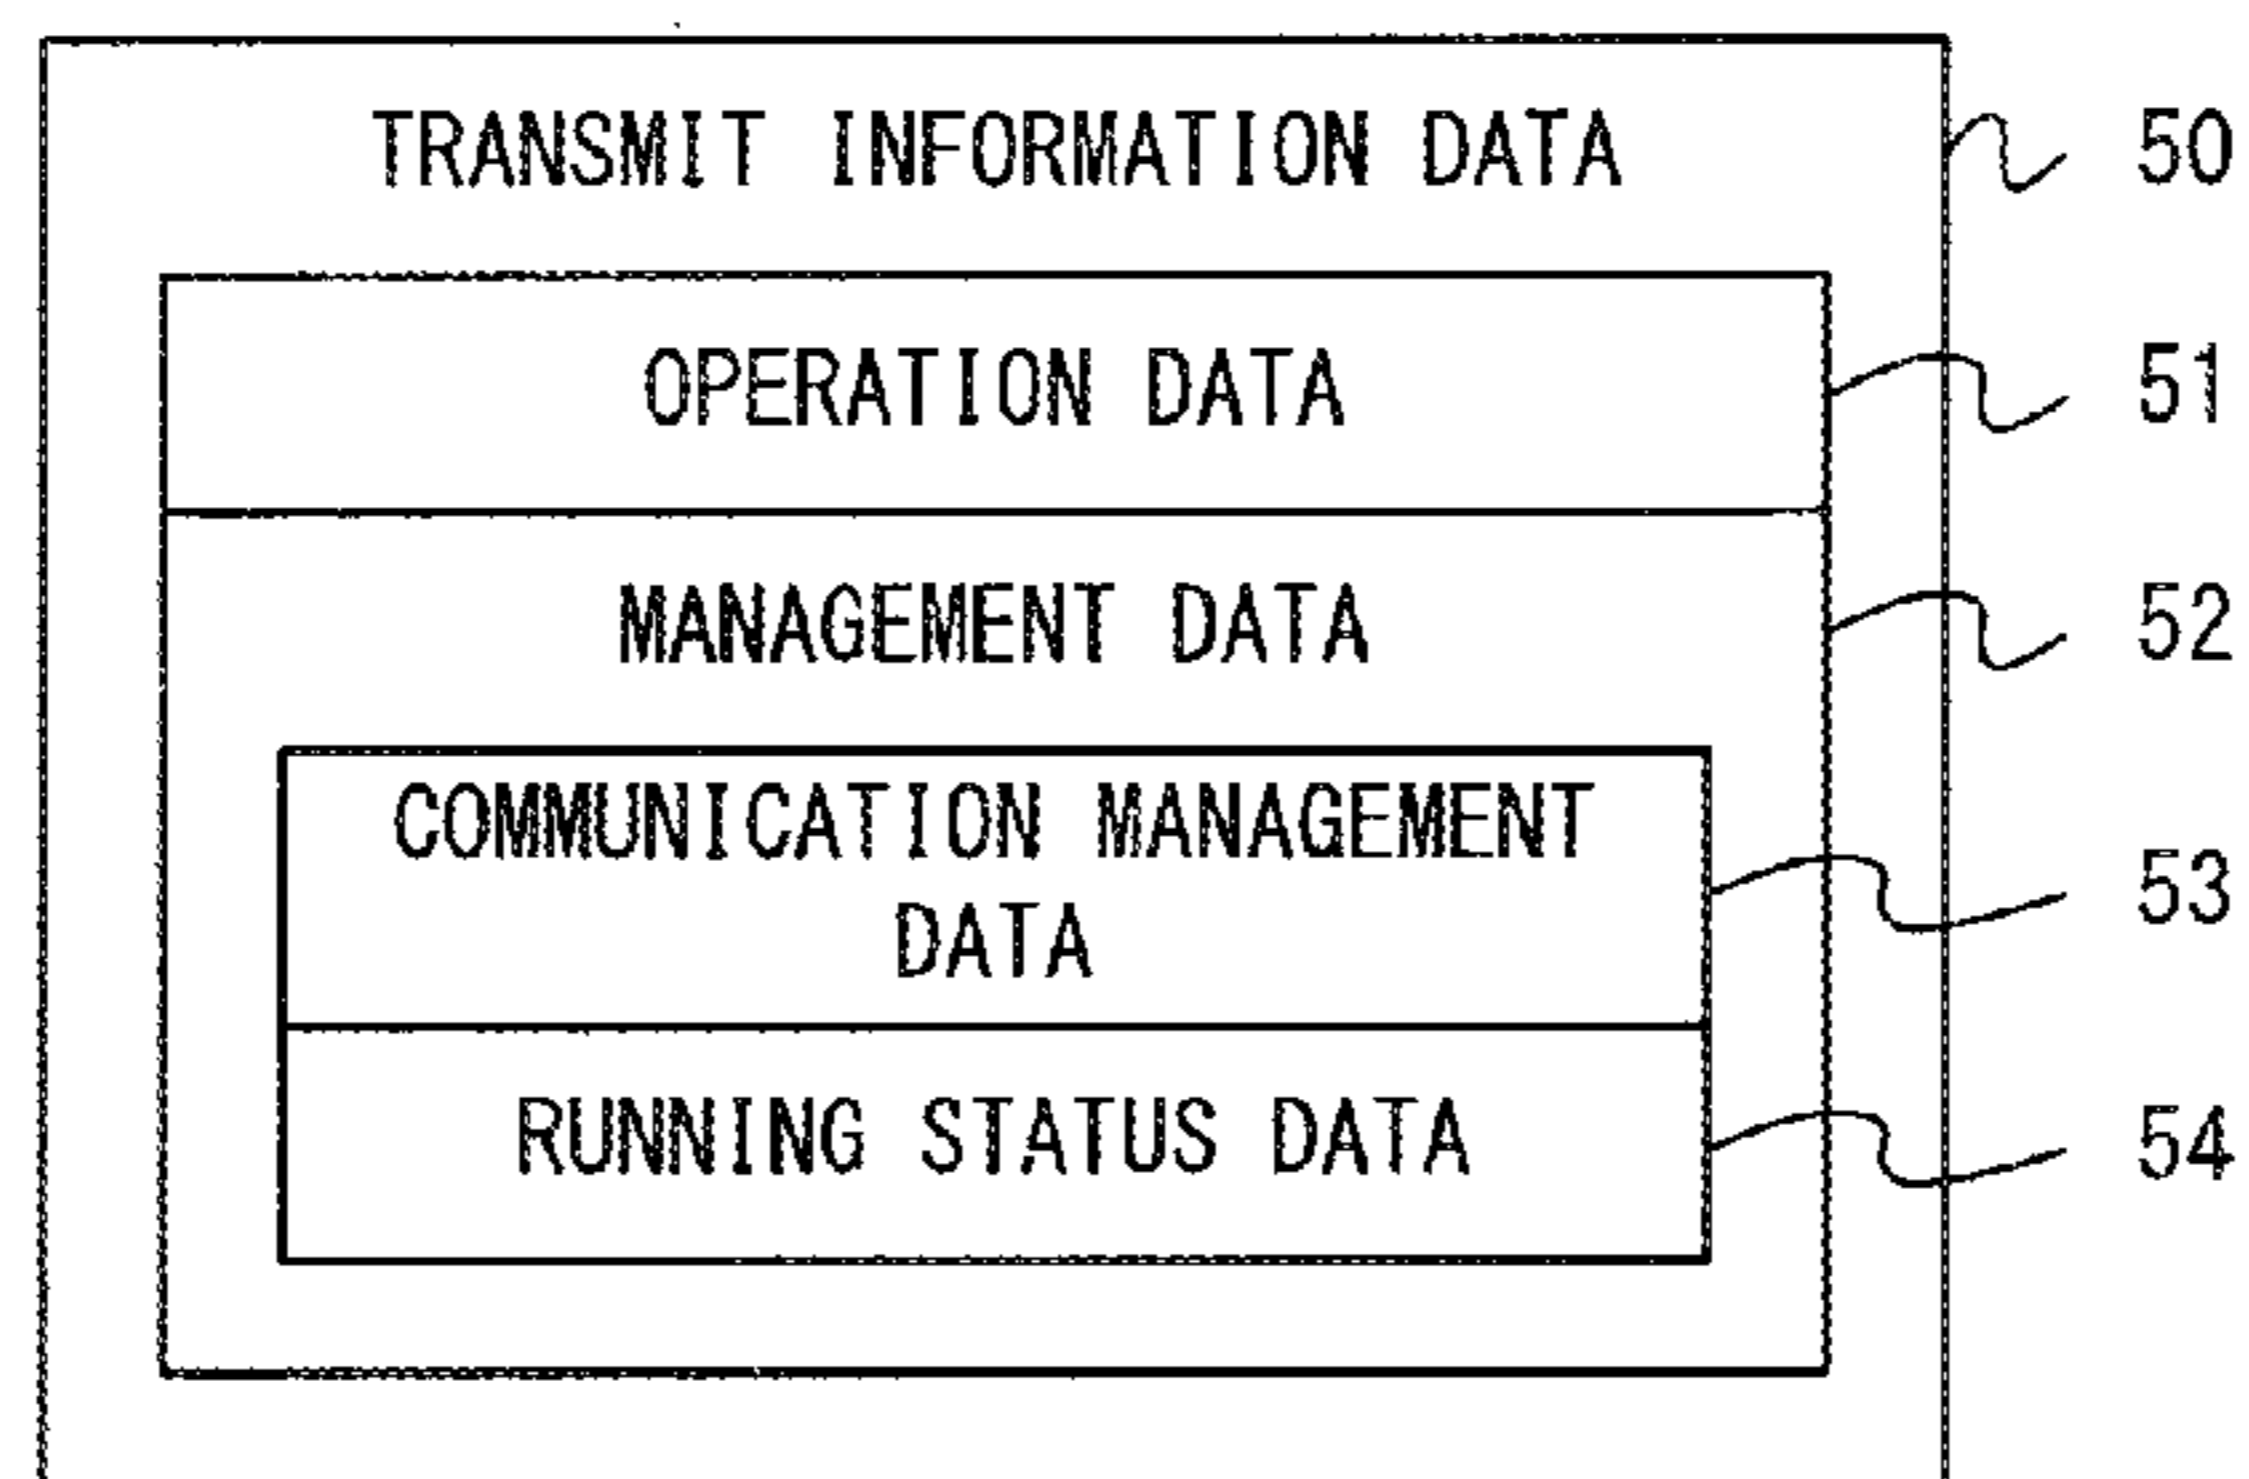 TRANSMIT INFORMATION DATA 50
OPERATION DATA 51
MANAGEMENT DATA 52
COMMUNICATION MANAGEMENT
DATA 53
RUNNING STATUS DATA 54